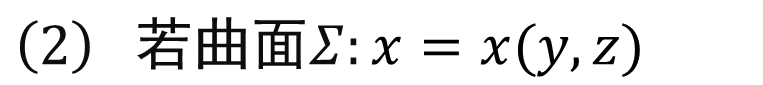 (2) 若曲面Σ: x = x(y, z)